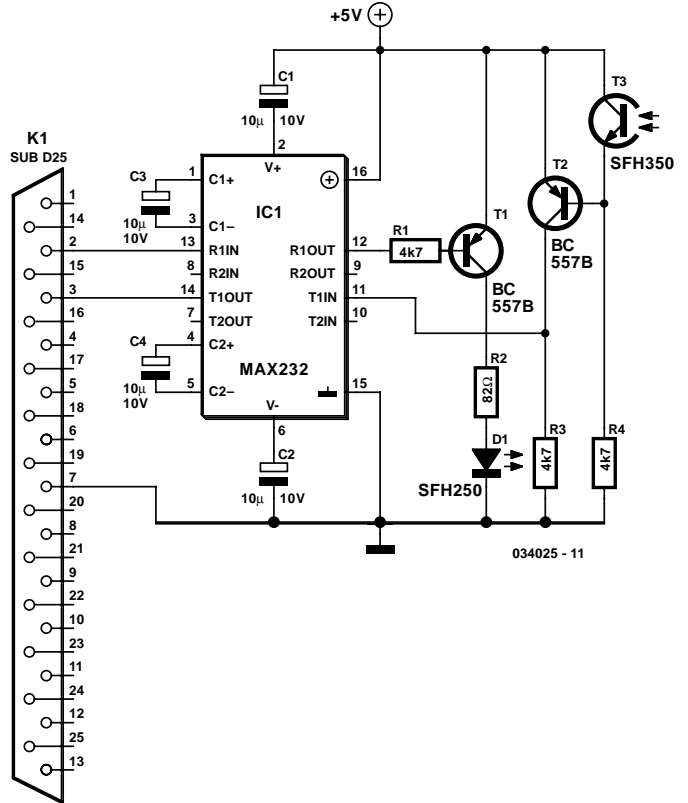 +5V
C1
10µ 10V
T3
SFH350
K1
SUB D25
2
V+
1
C1+
16
C3
10µ
10V
3
C1–
IC1
T2
BC
557B
T1
BC
557B
R1
4k7
13
R1IN
R1OUT
12
8
R2IN
R2OUT
9
14
T1OUT
T1IN
11
7
T2OUT
T2IN
10
4
C2+
C4
10µ
10V
MAX232
5
C2–
15
V-
6
C2
10µ 10V
R2
82Ω
D1
SFH250
R3
4k7
R4
4k7
034025 - 11
1
14
2
15
3
16
4
17
5
18
6
19
7
20
8
21
9
22
10
23
11
24
12
25
13